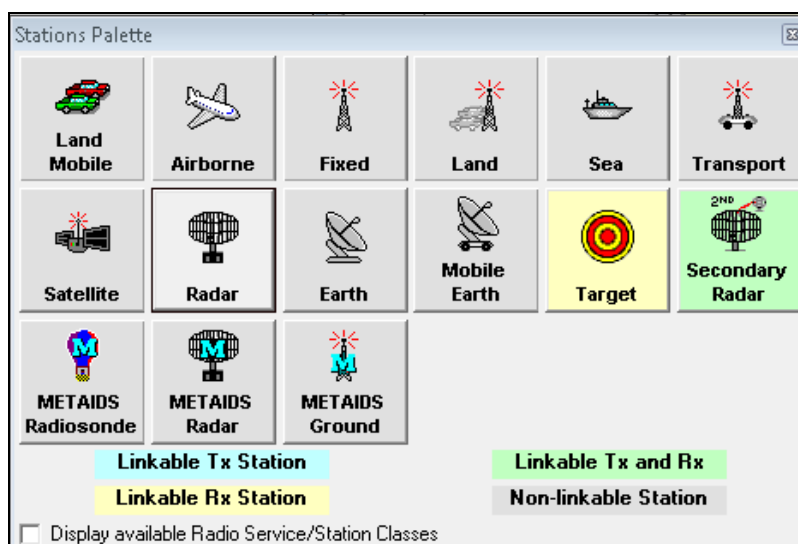 Stations Palette
Land
Mobile
Airborne
Fixed
Land
Sea
Transport
Satellite
Radar
Earth
Mobile
Earth
Target
2ND
Secondary
Radar
M
METAIDS
Radiosonde
M
METAIDS
Radar
M
METAIDS
Ground
Linkable Tx Station
Linkable Tx and Rx
Linkable Rx Station
Non-linkable Station
Display available Radio Service/Station Classes